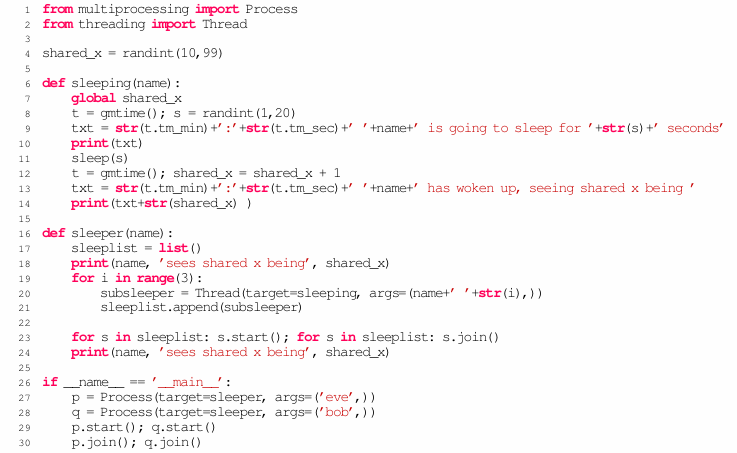 1 from multiprocessing import Process
2 from threading import Thread
3
4 shared_x = randint(10,99)
5
6 def sleeping(name):
7     global shared_x
8     t = gmtime(); s = randint(1,20)
9     txt = str(t.tm_min)+':'+str(t.tm_sec)+' '+name+' is going to sleep for '+str(s)+' seconds'
10     print(txt)
11     sleep(s)
12     t = gmtime(); shared_x = shared_x + 1
13     txt = str(t.tm_min)+':'+str(t.tm_sec)+' '+name+' has woken up, seeing shared x being '
14     print(txt+str(shared_x) )
15
16 def sleeper(name):
17     sleeplist = list()
18     print(name, 'sees shared x being', shared_x)
19     for i in range(3):
20         subsleeper = Thread(target=sleeping, args=(name+' '+str(i),))
21         sleeplist.append(subsleeper)
22
23     for s in sleeplist: s.start(); for s in sleeplist: s.join()
24     print(name, 'sees shared x being', shared_x)
25
26 if __name__ == '__main__':
27     p = Process(target=sleeper, args=('eve',))
28     q = Process(target=sleeper, args=('bob',))
29     p.start(); q.start()
30     p.join(); q.join()